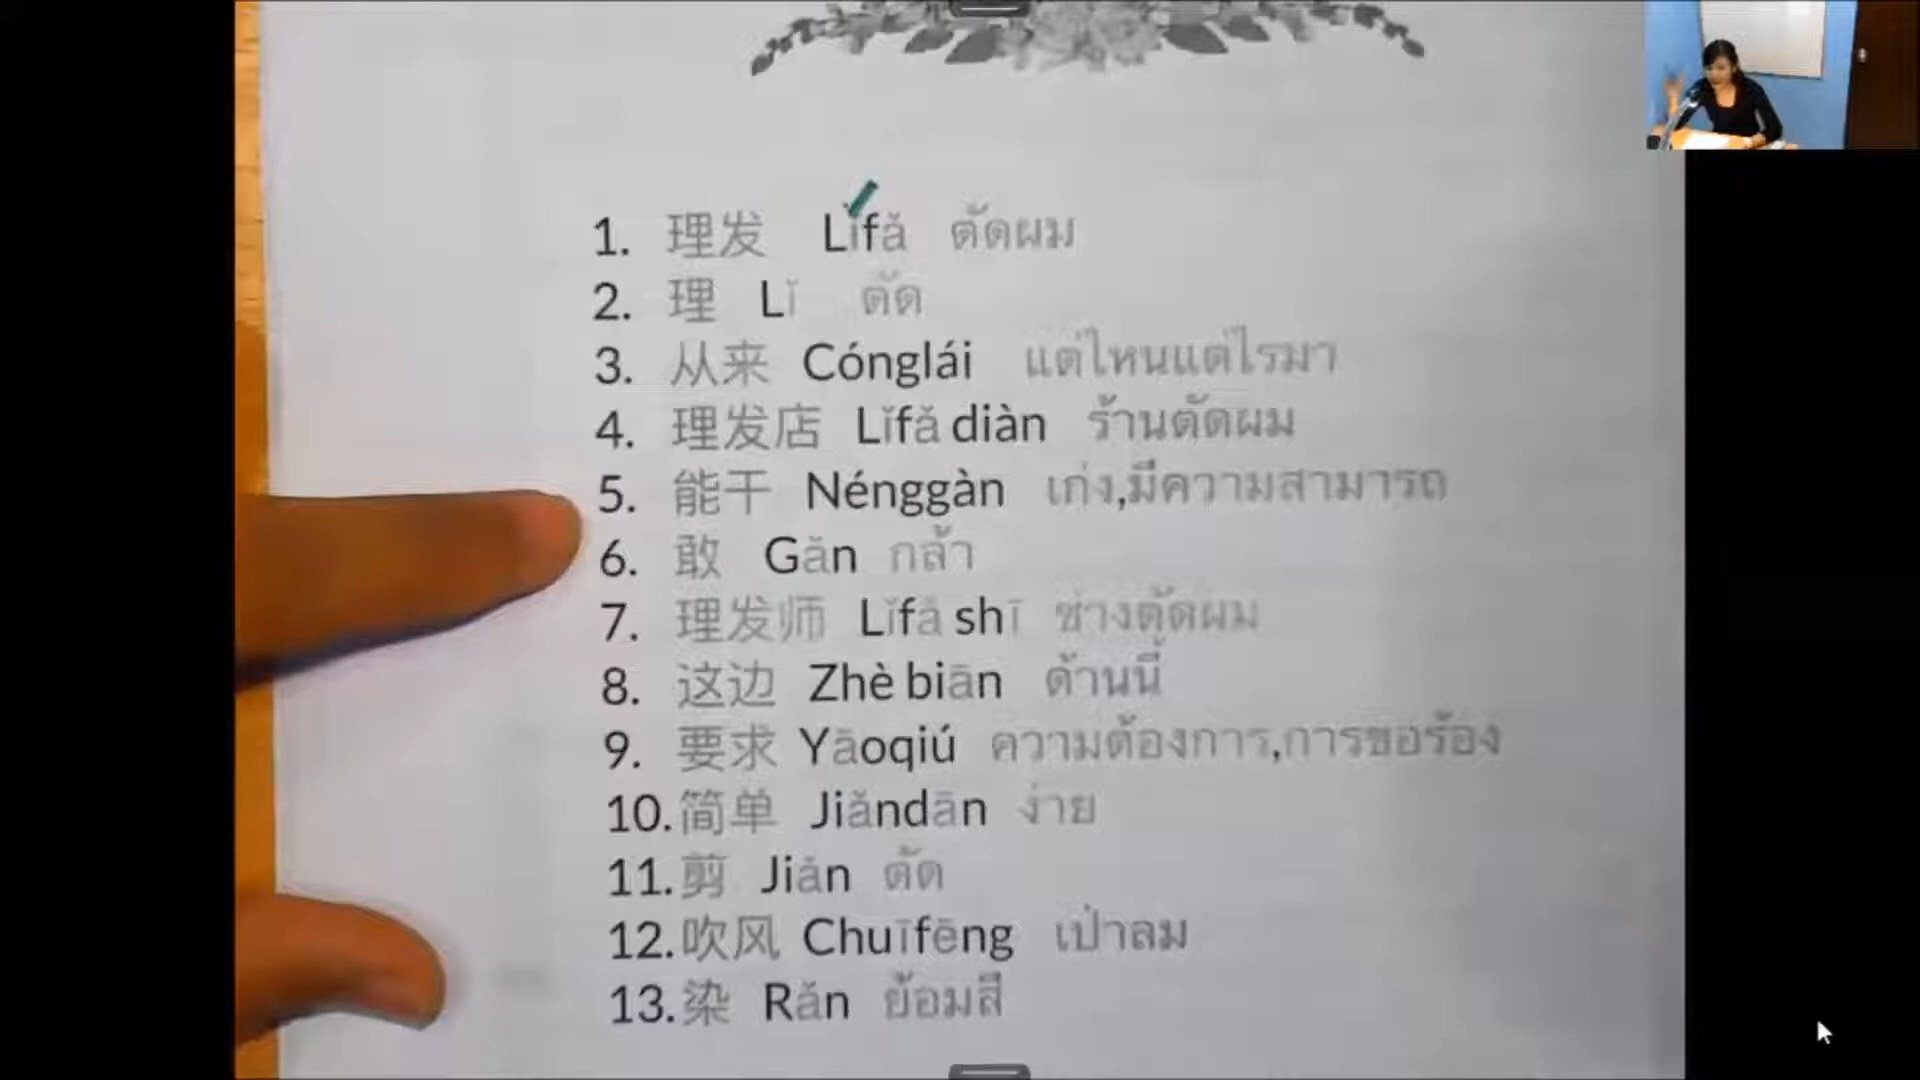 1. 理发 Lǐfǎ ตัดผม
2. 理 Lǐ ตัด
3. 从来 Cónglái แต่ไหนแต่ไรมา
4. 理发店 Lǐfǎ diàn ร้านตัดผม
5. 能干 Nénggàn เก่ง,มีความสามารถ
6. 敢 Gǎn กล้า
7. 理发师 Lǐfǎ shī ช่างตัดผม
8. 这边 Zhè biān ด้านนี้
9. 要求 Yāoqiú ความต้องการ,การขอร้อง
10. 简单 Jiǎndān ง่าย
11. 剪 Jiǎn ตัด
12. 吹风 Chuīfēng เป่าลม
13. 染 Rǎn ย้อมสี